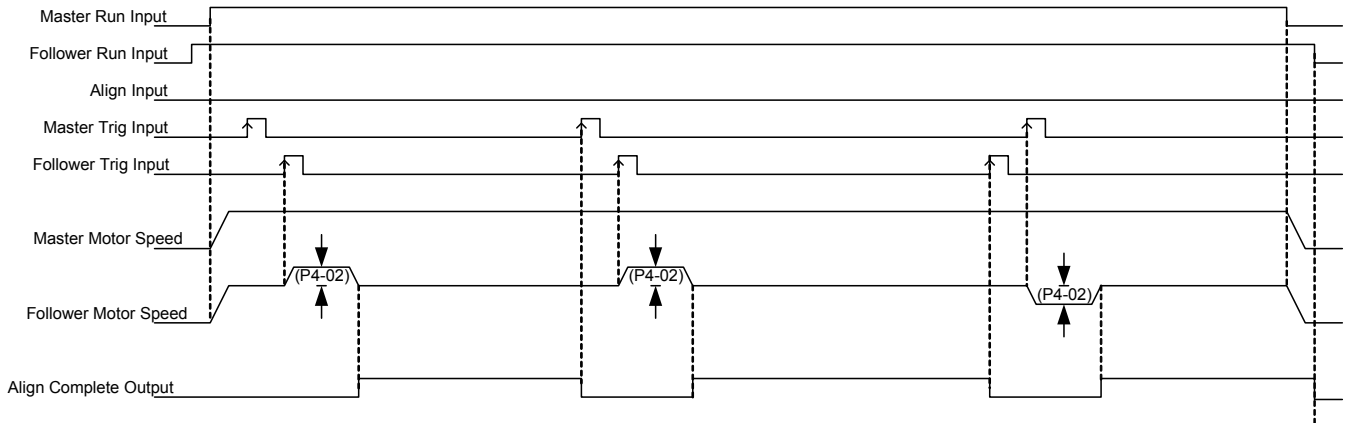 Master Run Input
Follower Run Input
Align Input
Master Trig Input
Follower Trig Input
Master Motor Speed
(P4-02)
(P4-02)
(P4-02)
Follower Motor Speed
Align Complete Output